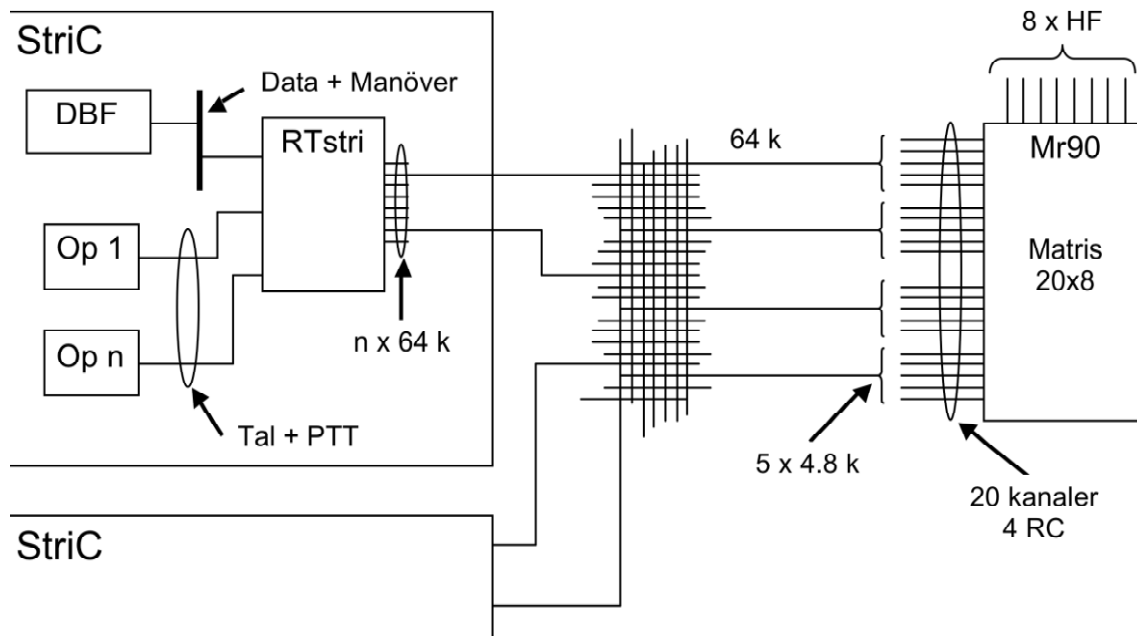 StriC
DBF
Data + Manöver
RTstri
Op 1
Op n
Tal + PTT
n x 64 k
64 k
5 x 4.8 k
8 x HF
Mr90
Matris
20x8
20 kanaler
4 RC
StriC